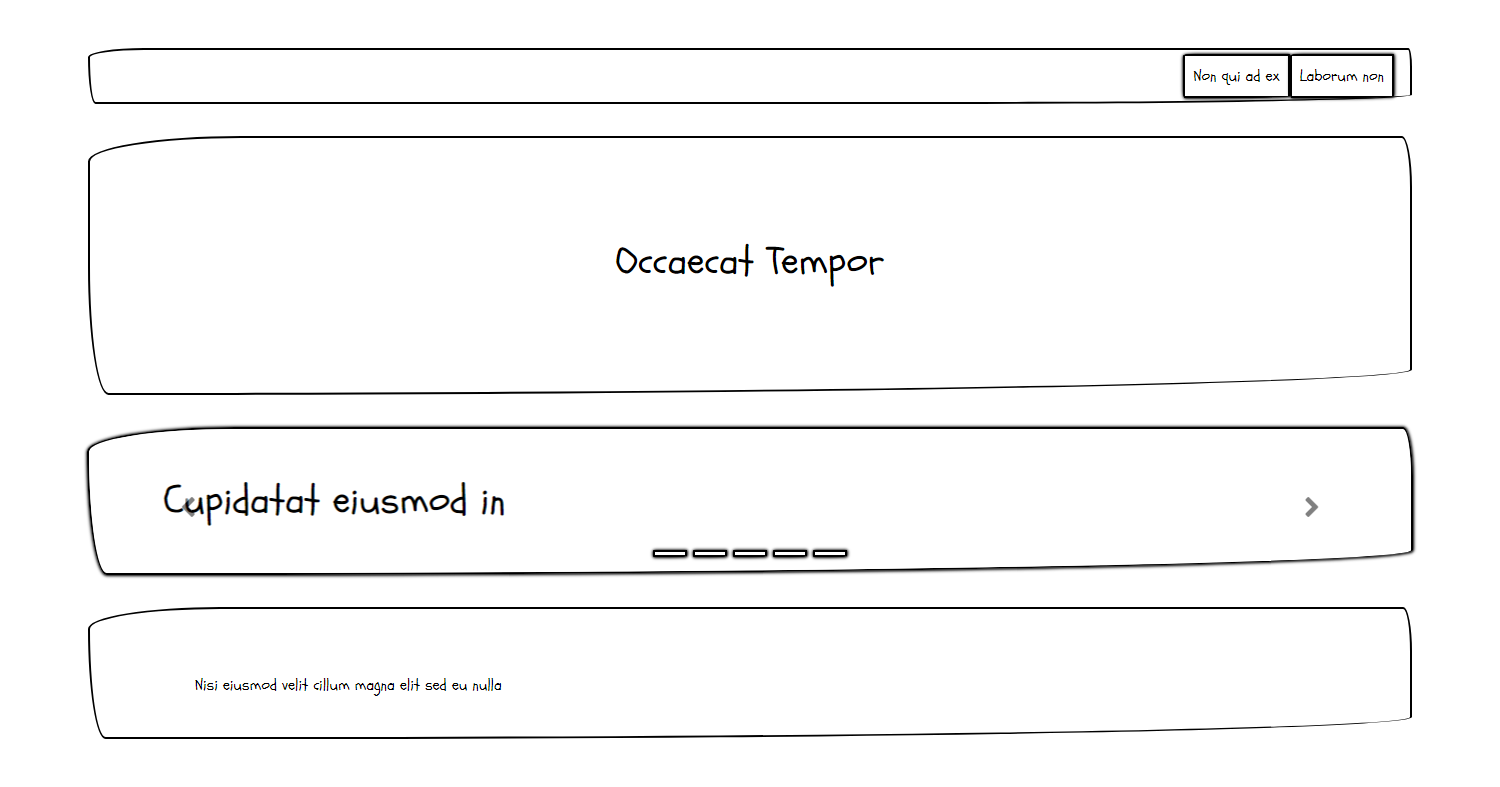 Non qui ad ex Laborum non
Occaecat Tempor
Cupidatat eiusmod in
Nisi eiusmod velit cillum magna elit sed eu nulla